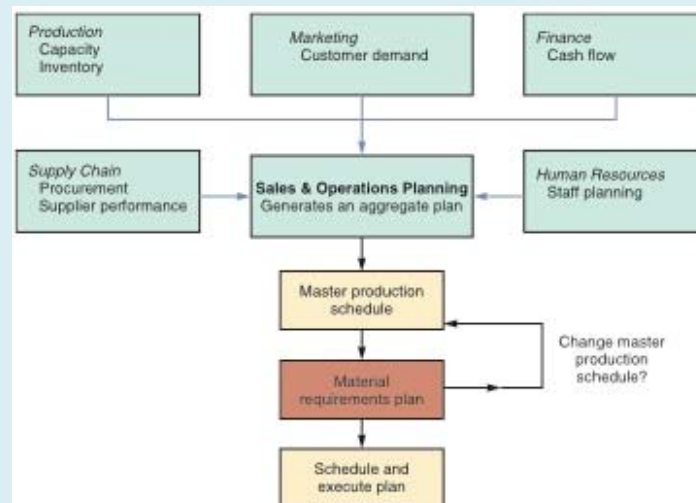 Production
Capacity
Inventory
Marketing
Customer demand
Finance
Cash flow
Supply Chain
Procurement
Supplier performance
Sales & Operations Planning
Generates an aggregate plan
Human Resources
Staff planning
Master production
schedule
Change master
production
schedule?
Material
requirements plan
Schedule and
execute plan